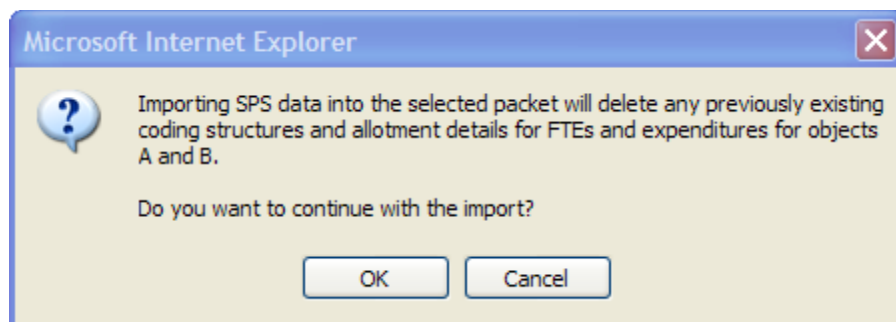 Microsoft Internet Explorer
Importing SPS data into the selected packet will delete any previously existing
coding structures and allotment details for FTEs and expenditures for objects
A and B.
Do you want to continue with the import?
OK Cancel